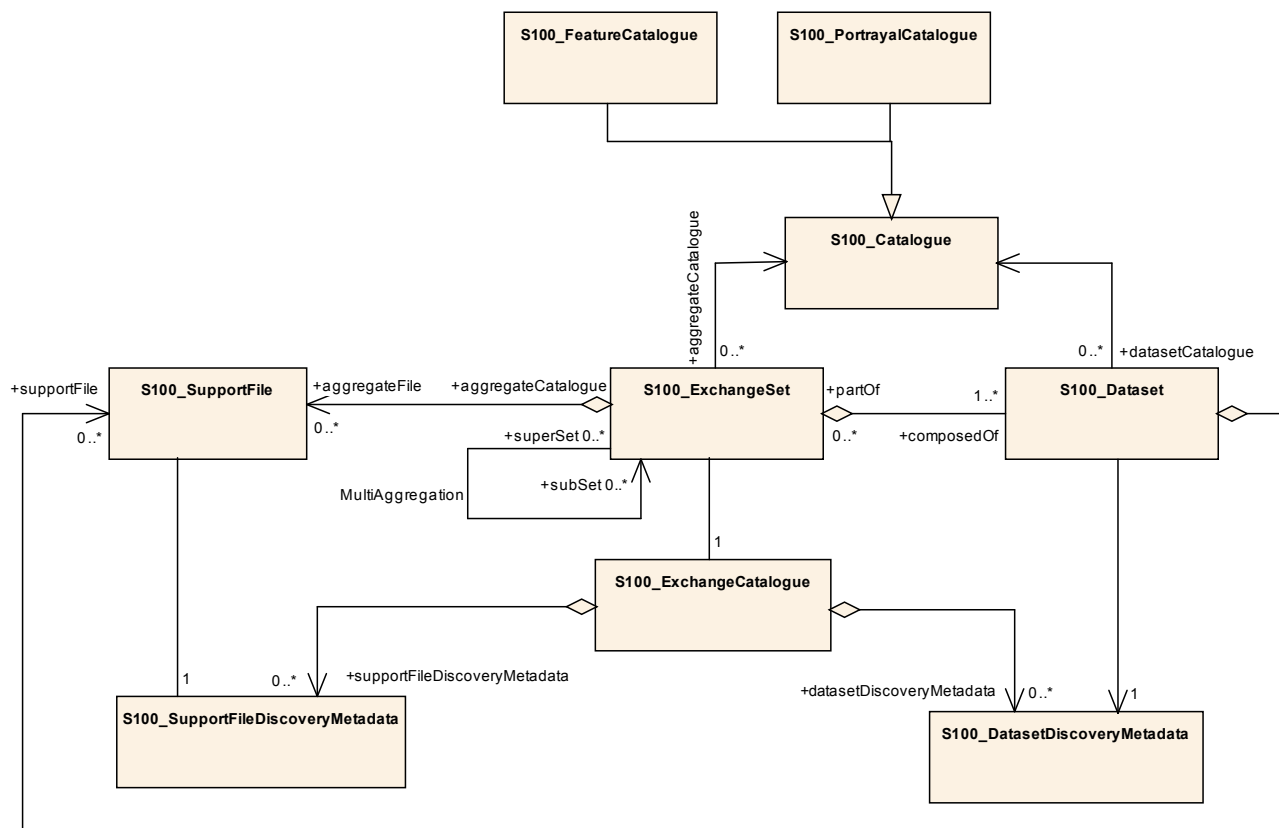 S100_FeatureCatalogue
S100_PortrayalCatalogue
S100_Catalogue
+aggregateCatalogue
0..*
0..*
+datasetCatalogue
+supportFile
0..*
S100_SupportFile
+aggregateFile
0..*
+aggregateCatalogue
S100_ExchangeSet
+partOf
0..*
1..*
+composedOf
S100_Dataset
+superSet 0..*
+subSet 0..*
MultiAggregation
1
S100_ExchangeCatalogue
1
0..*
+supportFileDiscoveryMetadata
+datasetDiscoveryMetadata
0..*
1
S100_SupportFileDiscoveryMetadata
S100_DatasetDiscoveryMetadata